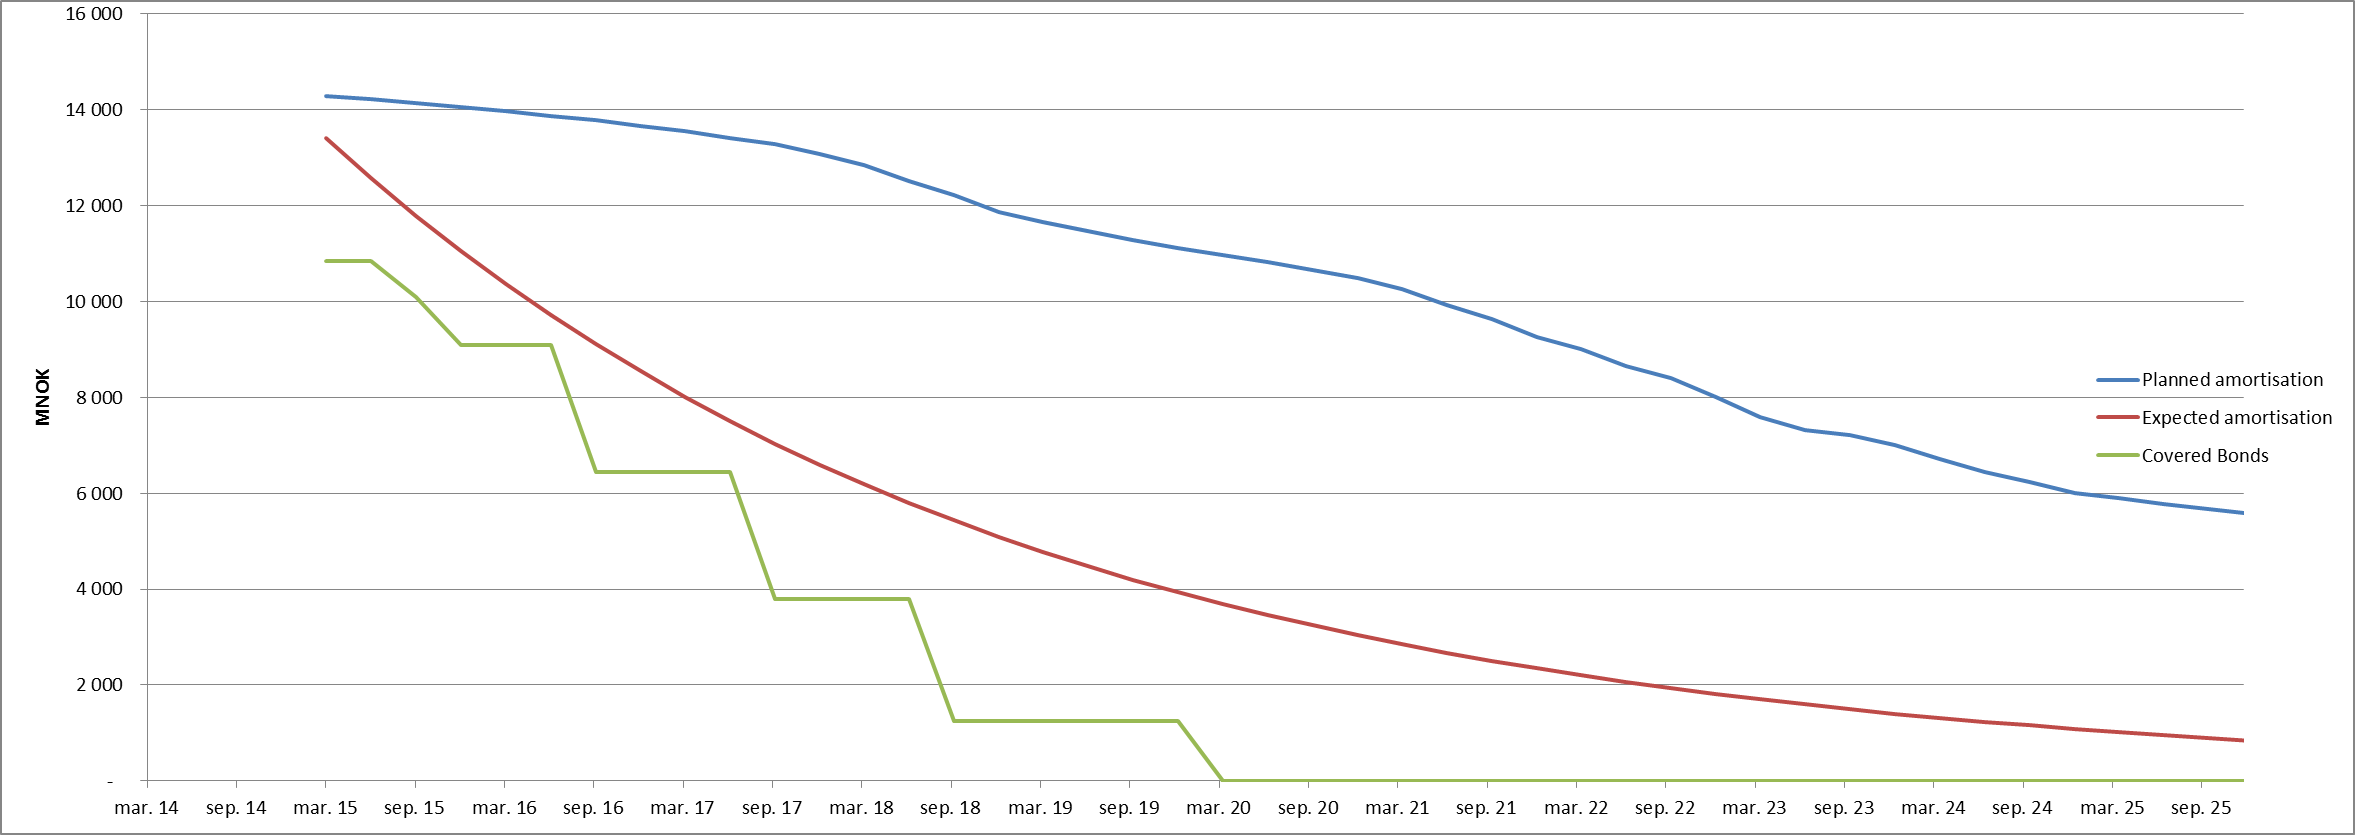 16 000
14 000
12 000
10 000
8 000
6 000
4 000
2 000
-
MNOK
Planned amortisation
Expected amortisation
Covered Bonds
mar. 14 sep. 14 mar. 15 sep. 15 mar. 16 sep. 16 mar. 17 sep. 17 mar. 18 sep. 18 mar. 19 sep. 19 mar. 20 sep. 20 mar. 21 sep. 21 mar. 22 sep. 22 mar. 23 sep. 23 mar. 24 sep. 24 mar. 25 sep. 25